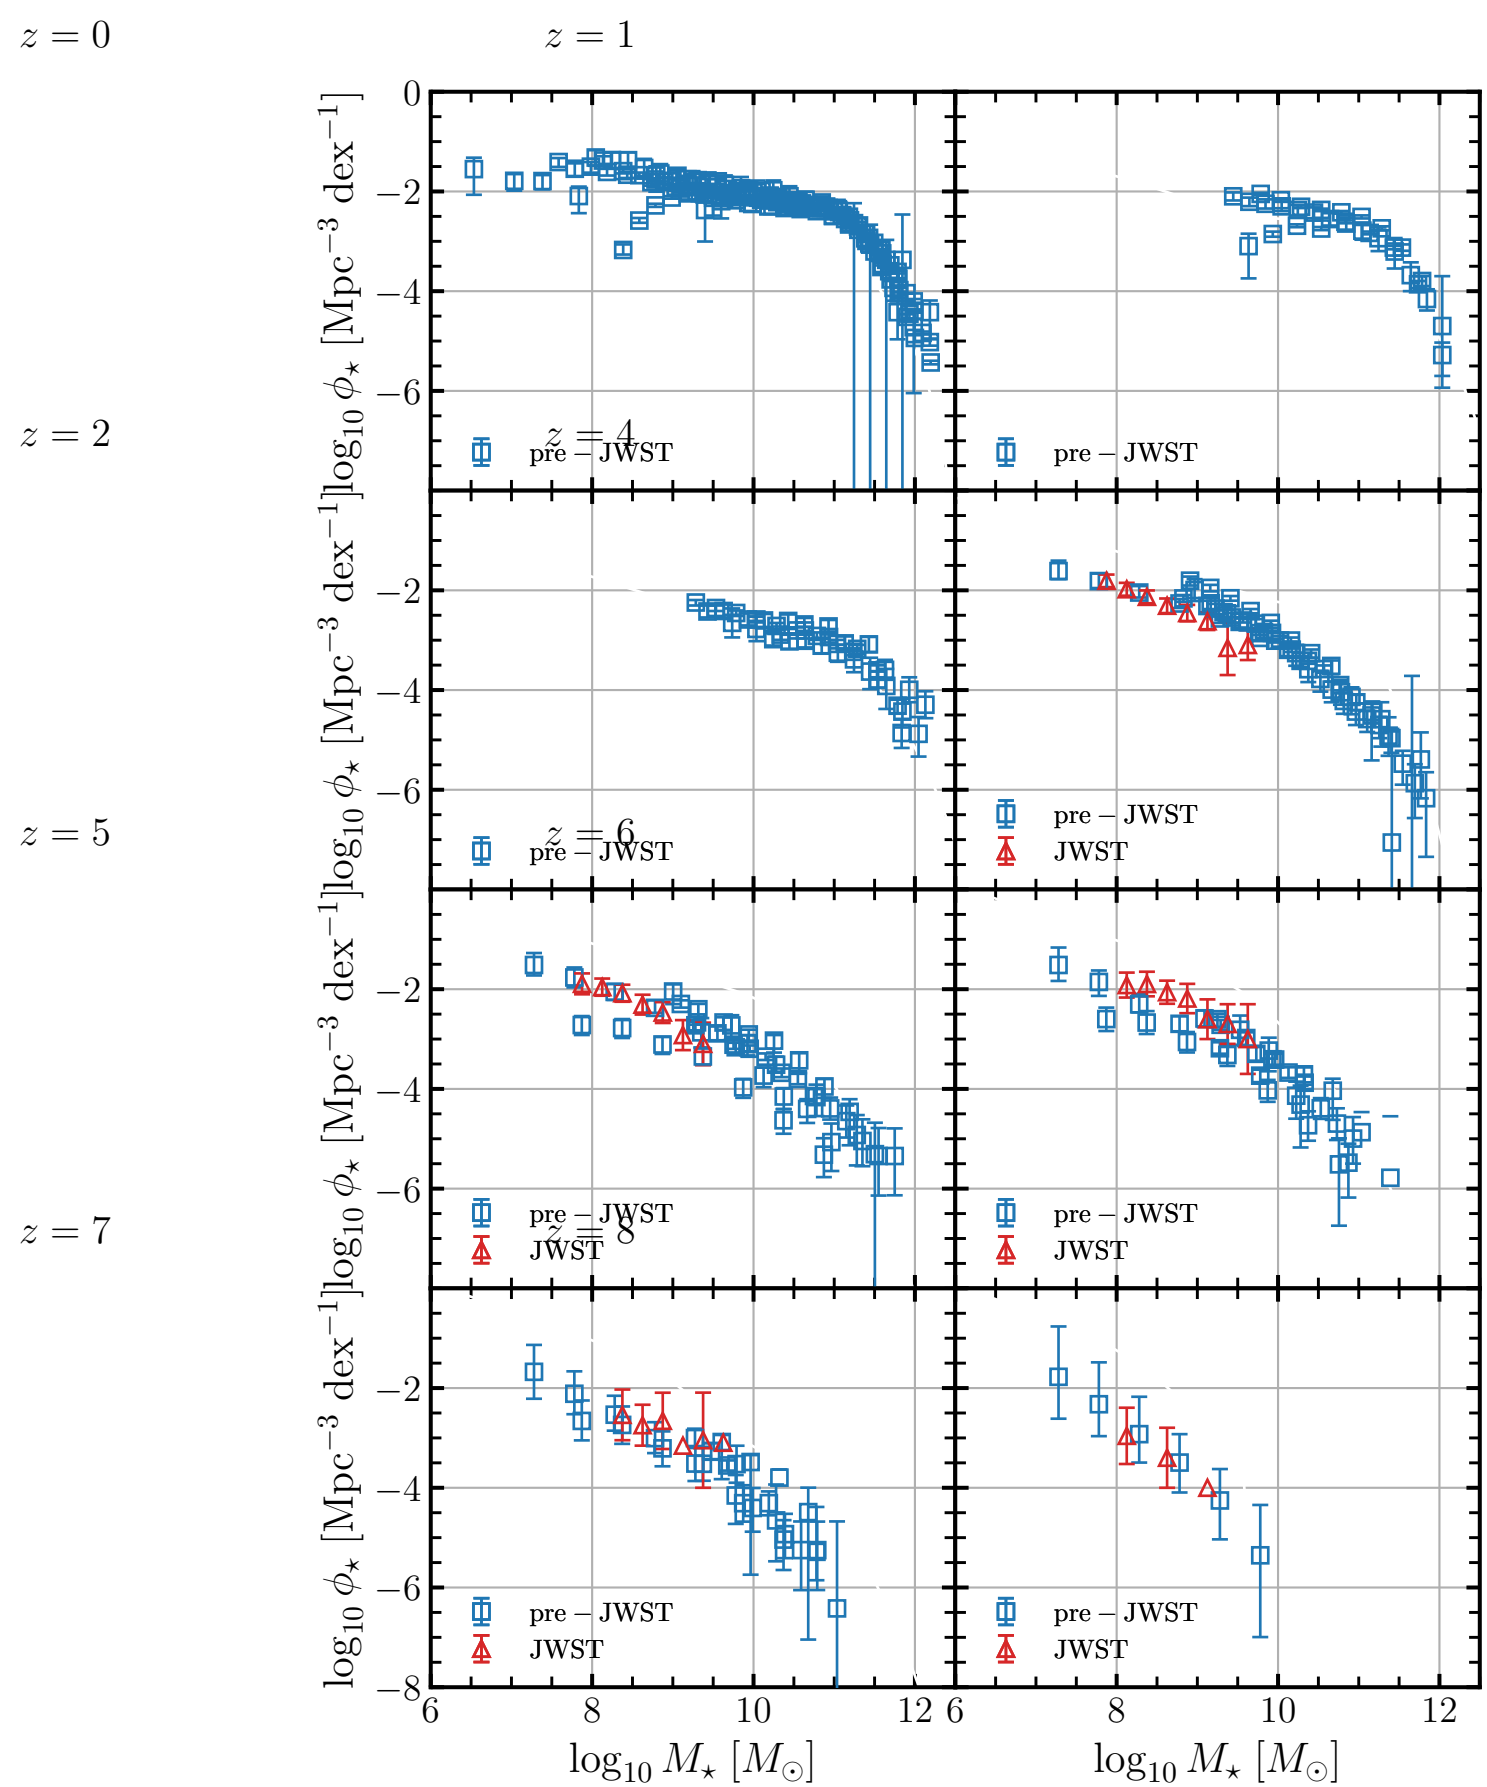 z = 0
z = 1
0
−2
−4
−6
log₁₀ ϕ⋆ [Mpc⁻³ dex⁻¹]
pre − JWST
pre − JWST
z = 2
z = 4
−2
−4
−6
log₁₀ ϕ⋆ [Mpc⁻³ dex⁻¹]
pre − JWST
pre − JWST
JWST
z = 5
z = 6
−2
−4
−6
log₁₀ ϕ⋆ [Mpc⁻³ dex⁻¹]
pre − JWST
JWST
pre − JWST
JWST
z = 7
z = 8
−2
−4
−6
−8
log₁₀ ϕ⋆ [Mpc⁻³ dex⁻¹]
pre − JWST
JWST
pre − JWST
JWST
6 8 10 12
6 8 10 12
log₁₀ M⋆ [M⊙]
log₁₀ M⋆ [M⊙]